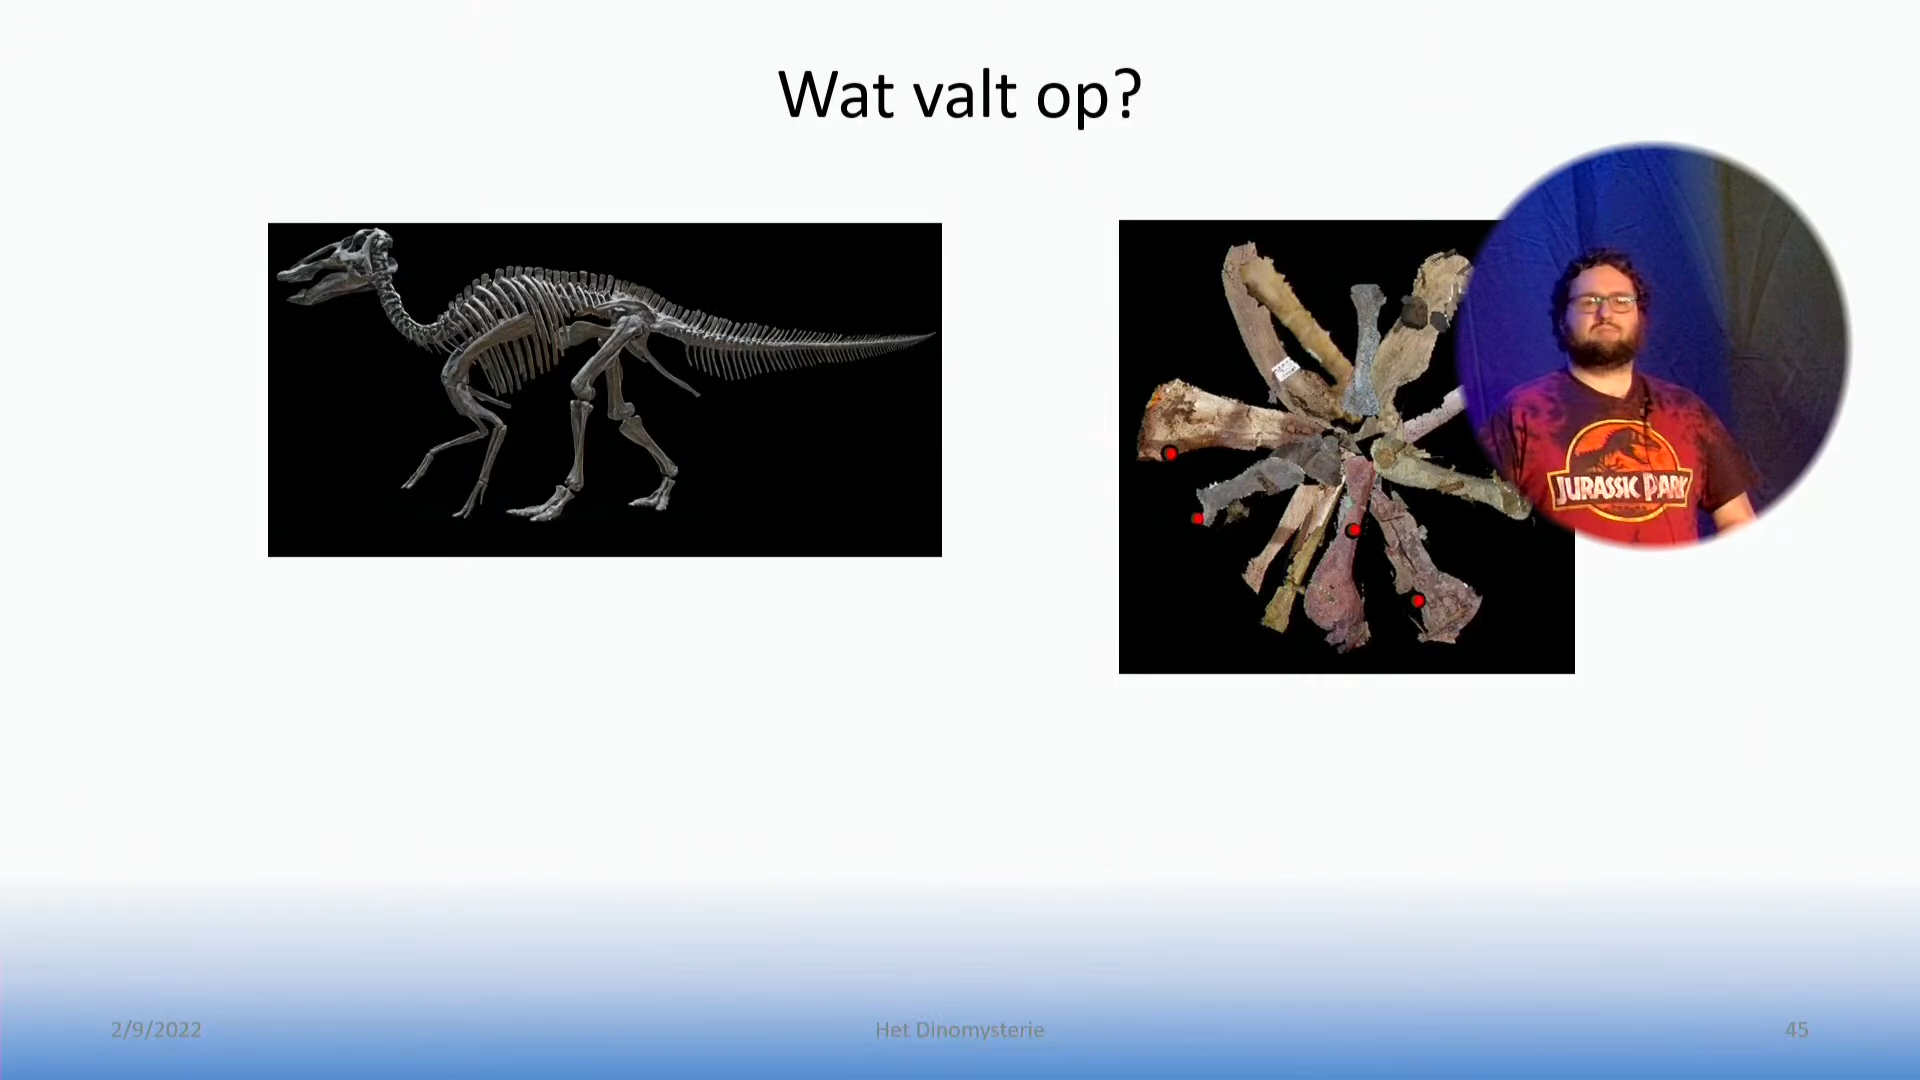 Wat valt op?
JURASSIC PARK
2/9/2022
Het Dinomysterie
45